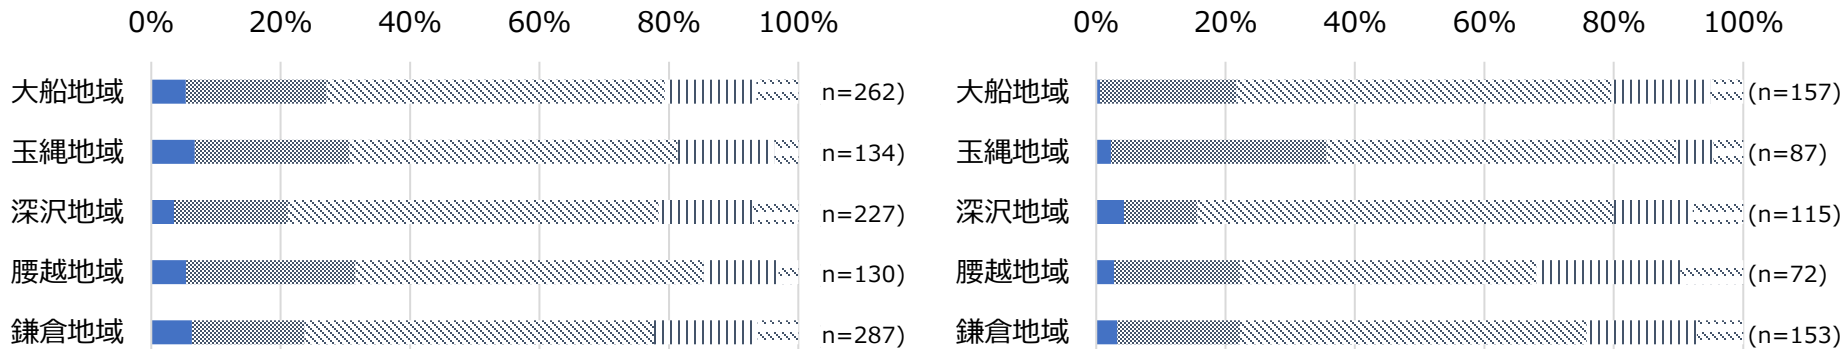 0% 20% 40% 60% 80% 100%
大船地域 n=262)
玉縄地域 n=134)
深沢地域 n=227)
腰越地域 n=130)
鎌倉地域 n=287)
0% 20% 40% 60% 80% 100%
大船地域 (n=157)
玉縄地域 (n=87)
深沢地域 (n=115)
腰越地域 (n=72)
鎌倉地域 (n=153)